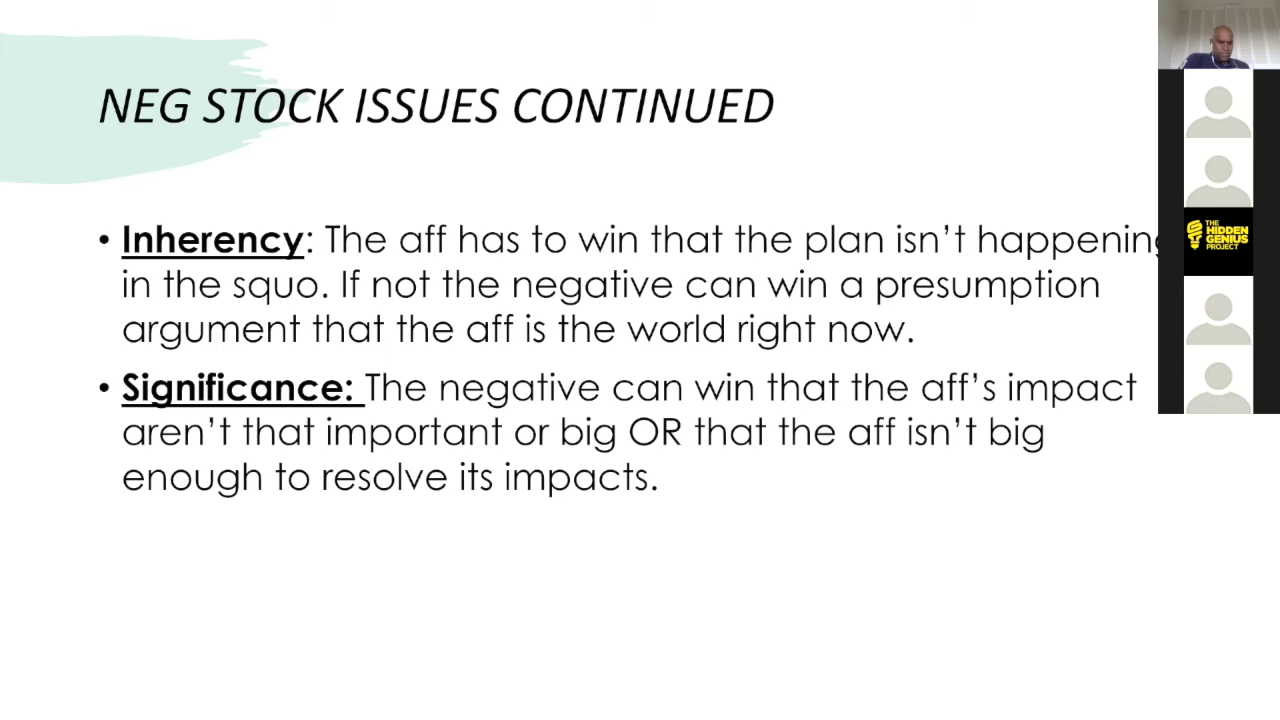 NEG STOCK ISSUES CONTINUED
• Inherency: The aff has to win that the plan isn't happening
in the squo. If not the negative can win a presumption
argument that the aff is the world right now.
• Significance: The negative can win that the aff's impact
aren't that important or big OR that the aff isn't big
enough to resolve its impacts.
THE
HIDDEN
GENIUS
PROJECT